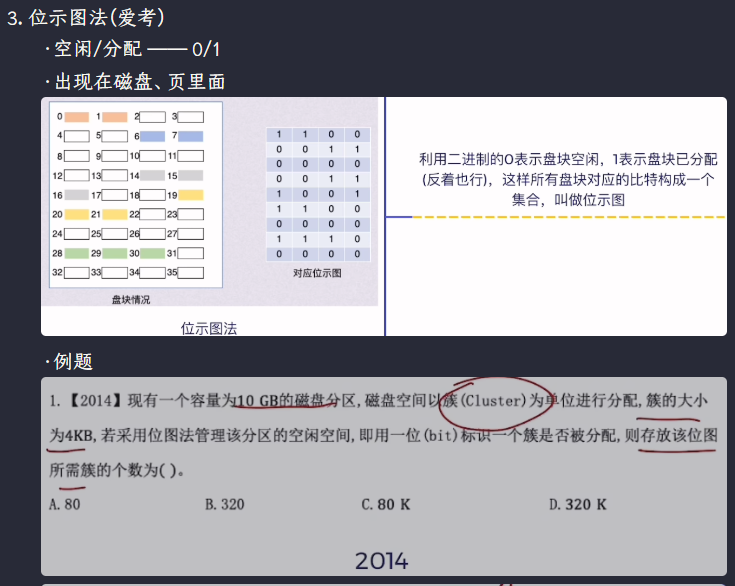 3. 位示图法(爱考)
·空闲/分配 —— 0/1
·出现在磁盘、页里面
0 1 2 3
4 5 6 7
8 9 10 11
12 13 14 15
16 17 18 19
20 21 22 23
24 25 26 27
28 29 30 31
32 33 34 35
盘块情况
1 1 0 0
0 0 1 1
0 0 0 0
0 0 1 1
1 0 0 1
1 1 0 0
0 0 0 0
1 1 1 0
0 0 0 0
对应位示图
位示图法
利用二进制的0表示盘块空闲，1表示盘块已分配
(反着也行)，这样所有盘块对应的比特构成一个
集合，叫做位示图
·例题
1.【2014】现有一个容量为10 GB的磁盘分区,磁盘空间以簇(Cluster)为单位进行分配,簇的大小
为4KB,若采用位图法管理该分区的空闲空间,即用一位(bit)标识一个簇是否被分配,则存放该位图
所需簇的个数为( )。
A. 80 B. 320 C. 80 K D. 320 K
2014